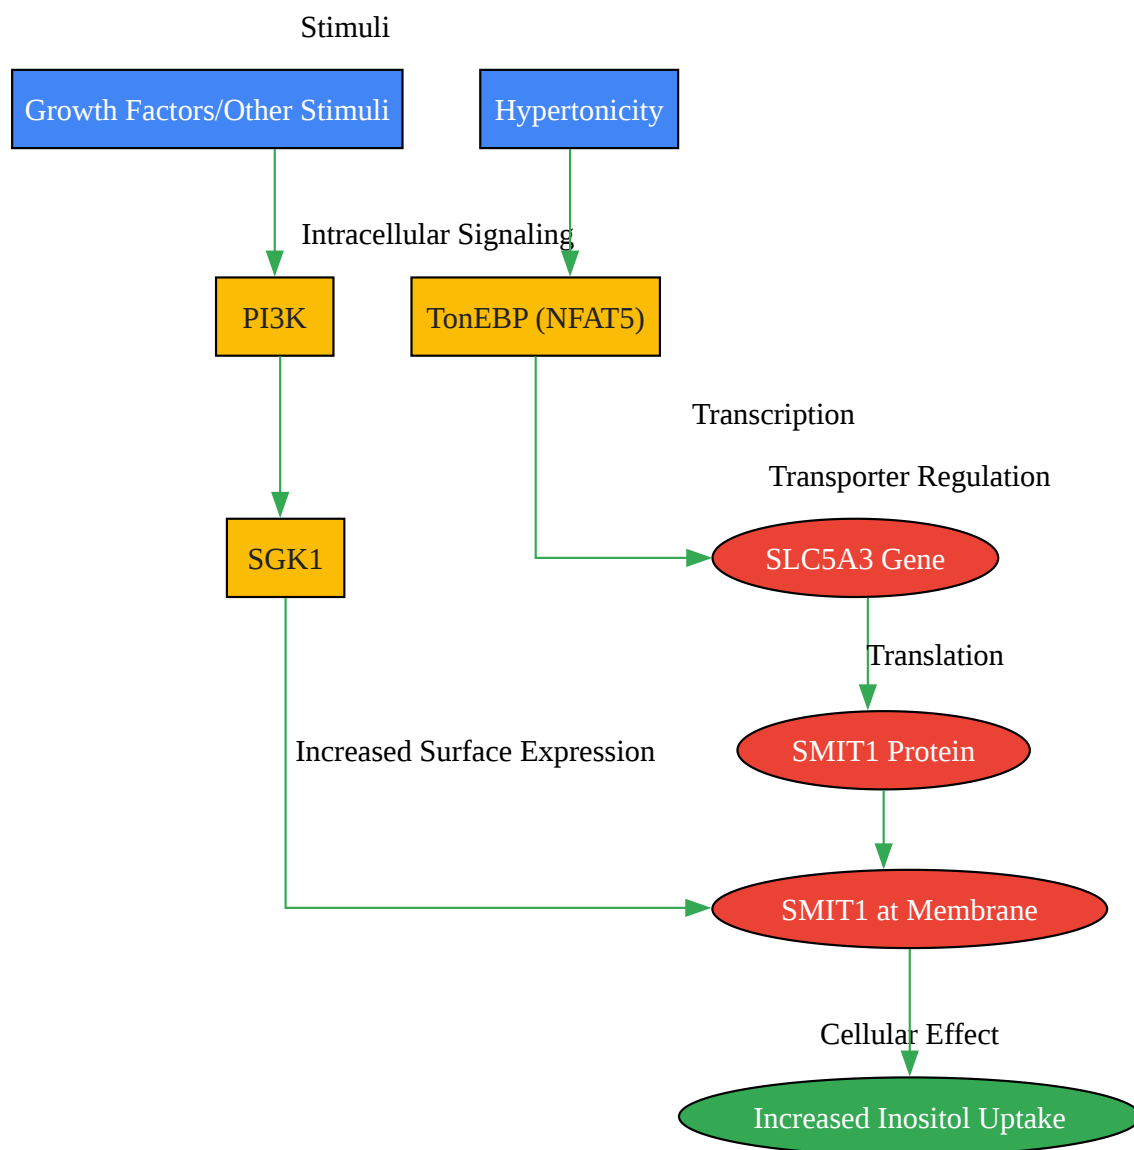 Stimuli
Growth Factors/Other Stimuli
Hypertonicity
Intracellular Signaling
PI3K
TonEBP (NFAT5)
Transcription
Transporter Regulation
SGK1
SLC5A3 Gene
Translation
Increased Surface Expression
SMIT1 Protein
SMIT1 at Membrane
Cellular Effect
Increased Inositol Uptake